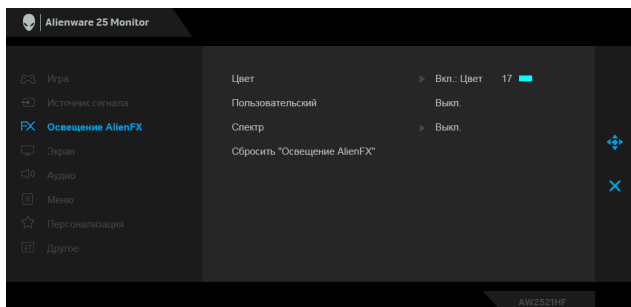 Alienware 25 Monitor
Игра
Источник сигнала
FX Освещение AlienFX
Экран
Аудио
Меню
Персонализация
Другое
Цвет Вкл.: Цвет 17
Пользовательский Выкл.
Спектр Выкл.
Сбросить "Освещение AlienFX"
AW2521HF